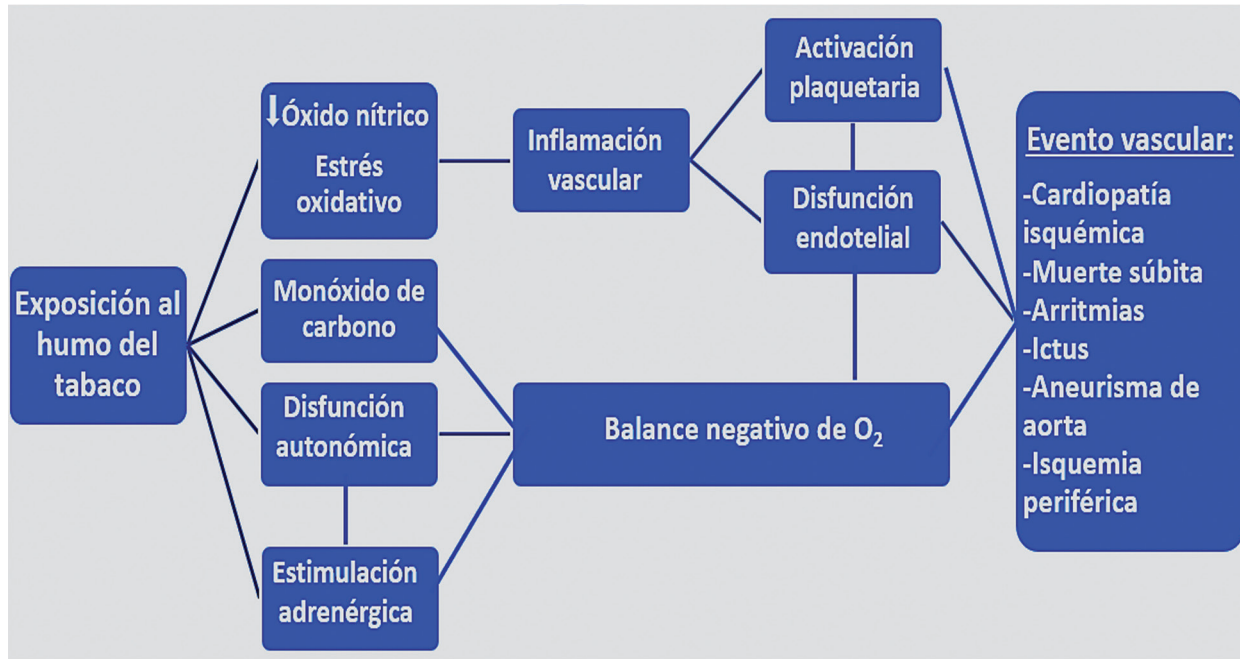 Exposición al
humo del
tabaco
↓Óxido nítrico
Estrés
oxidativo
Monóxido de
carbono
Disfunción
autonómica
Estimulación
adrenérgica
Inflamación
vascular
Activación
plaquetaria
Disfunción
endotelial
Balance negativo de O₂
Evento vascular:
-Cardiopatía
isquémica
-Muerte súbita
-Arritmias
-Ictus
-Aneurisma de
aorta
-Isquemia
periférica